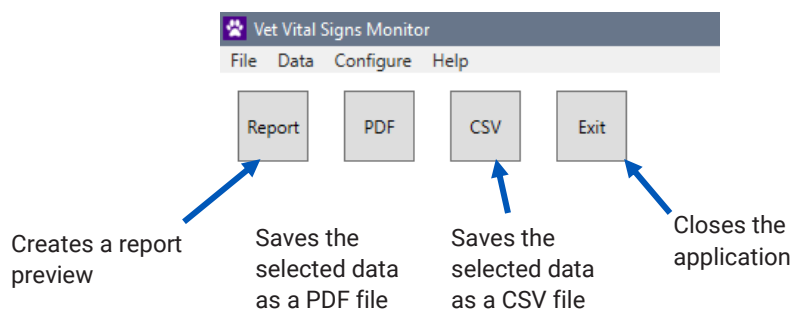 Vet Vital Signs Monitor
File Data Configure Help
Report PDF CSV Exit
Creates a report
preview
Saves the
selected data
as a PDF file
Saves the
selected data
as a CSV file
Closes the
application